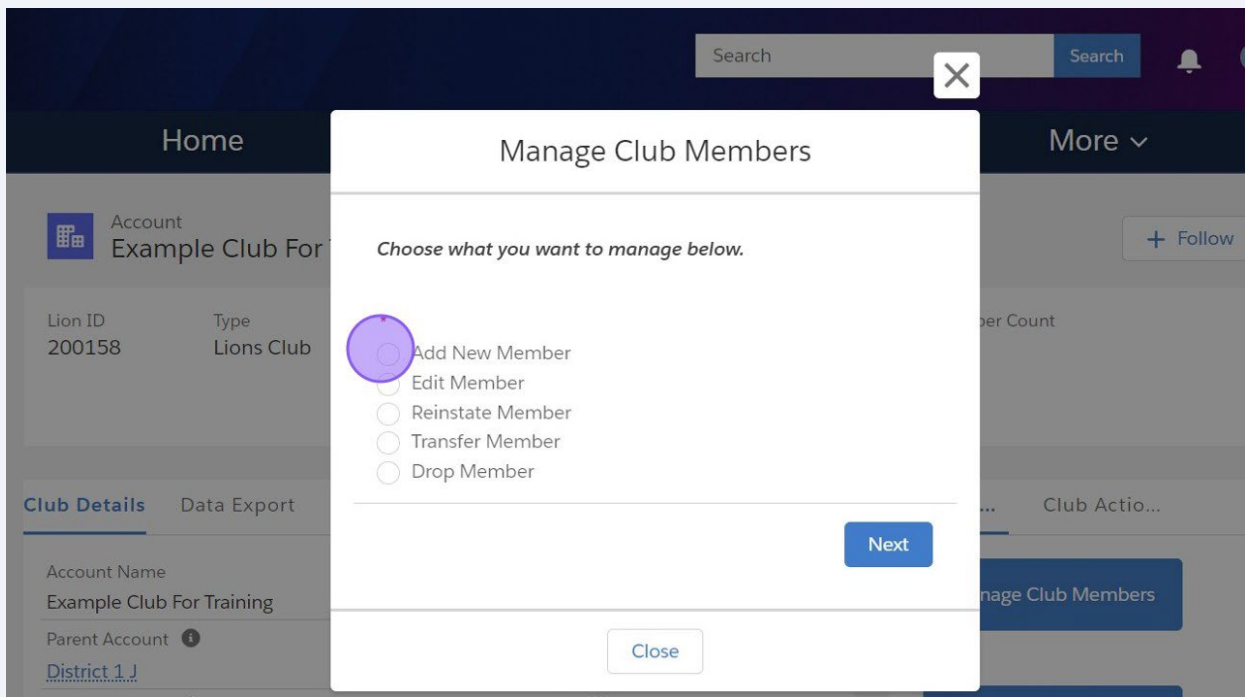 Search
Search
Home
Manage Club Members
More
Account
Example Club For
Choose what you want to manage below.
+ Follow
Lion ID
Type
Count
200158
Lions Club
*
Add New Member
Edit Member
Reinstate Member
Transfer Member
Drop Member
Club Details
Data Export
...
Club Actio...
Next
Account Name
Example Club For Training
Club Members
Parent Account
District 1 J
Close